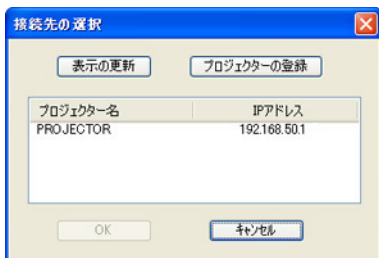 接続先の選択
表示の更新 プロジェクターの登録
プロジェクター名 IPアドレス
PROJECTOR 192.168.50.1
OK キャンセル